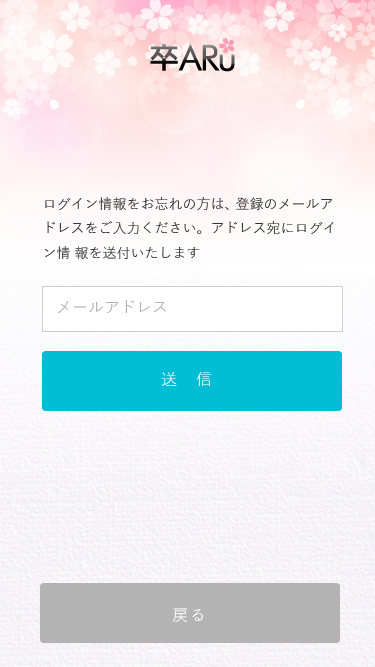 卒ARu
ログイン情報をお忘れの方は、登録のメールア
ドレスをご入力ください。アドレス宛にログイ
ン情 報を送付いたします
メールアドレス
送　信
戻る